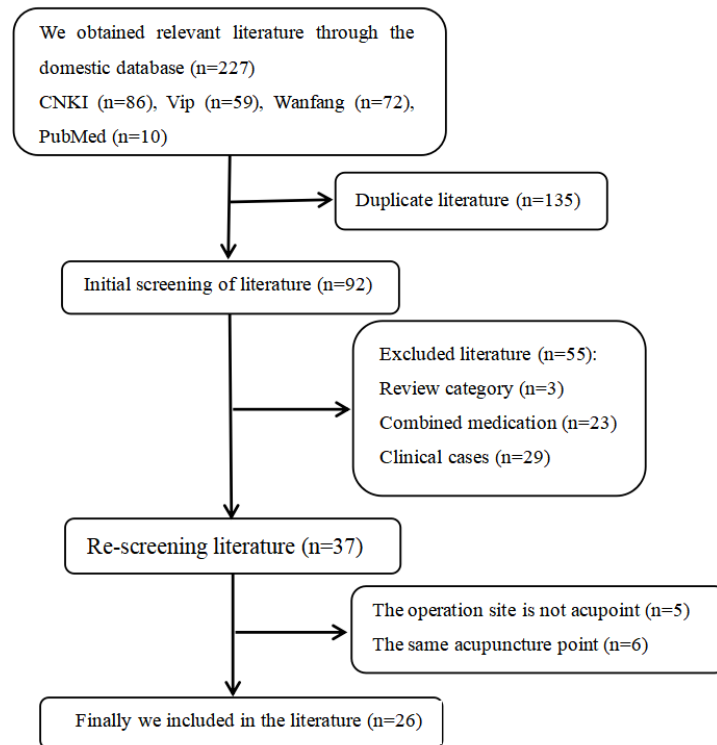 We obtained relevant literature through the
domestic database (n=227)
CNKI (n=86), Vip (n=59), Wanfang (n=72),
PubMed (n=10)
Duplicate literature (n=135)
Initial screening of literature (n=92)
Excluded literature (n=55):
Review category (n=3)
Combined medication (n=23)
Clinical cases (n=29)
Re-screening literature (n=37)
The operation site is not acupoint (n=5)
The same acupuncture point (n=6)
Finally we included in the literature (n=26)